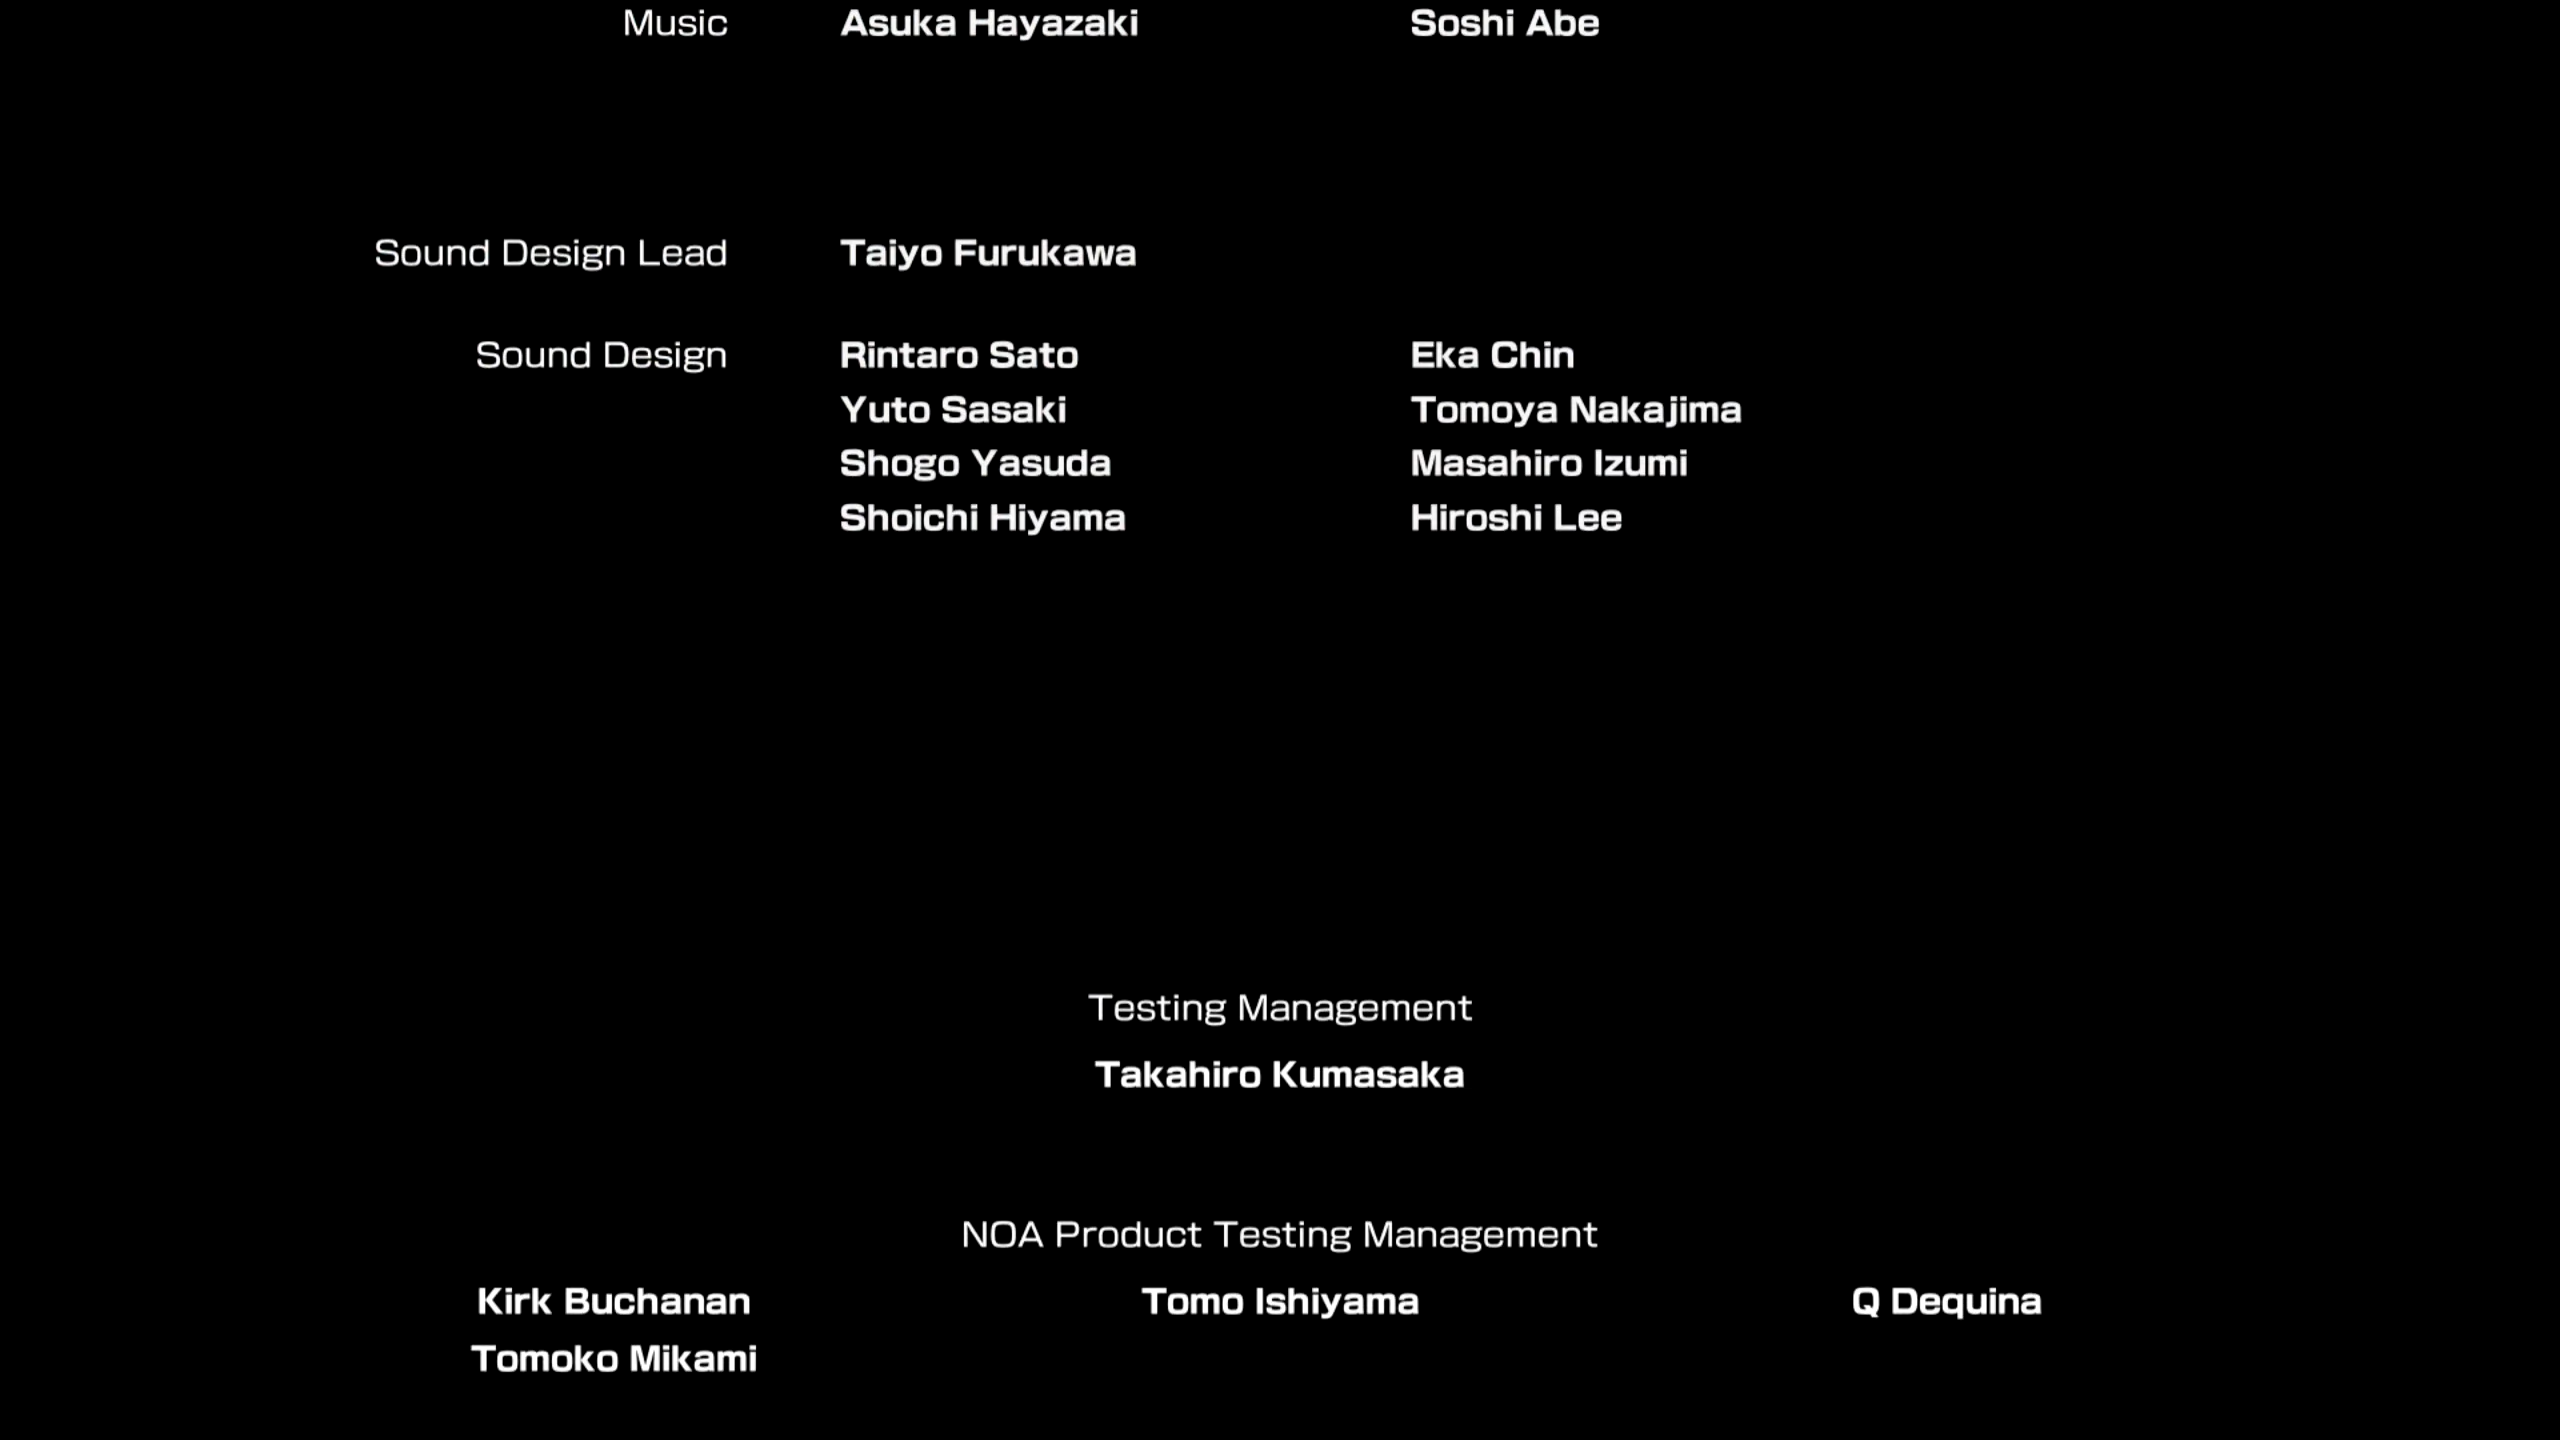 Music Asuka Hayazaki Soshi Abe
Sound Design Lead Taiyo Furukawa
Sound Design Rintaro Sato Eka Chin
Yuto Sasaki Tomoya Nakajima
Shogo Yasuda Masahiro Izumi
Shoichi Hiyama Hiroshi Lee
Testing Management
Takahiro Kumasaka
NOA Product Testing Management
Kirk Buchanan Tomo Ishiyama Q Dequina
Tomoko Mikami